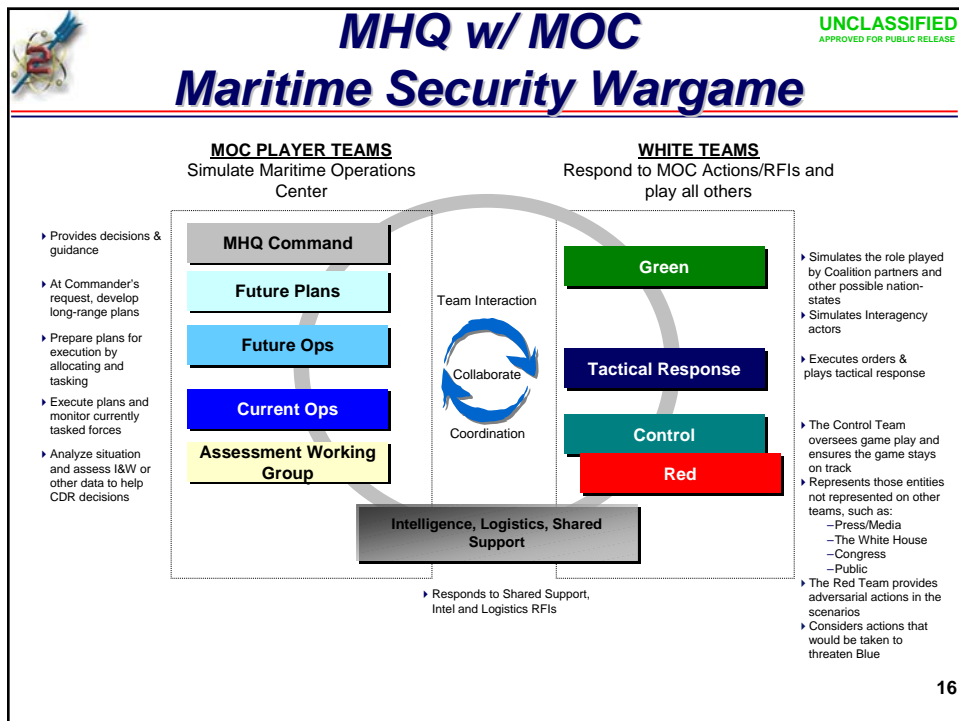 MHQ w/ MOC
Maritime Security Wargame
UNCLASSIFIED
APPROVED FOR PUBLIC RELEASE
2
MOC PLAYER TEAMS
Simulate Maritime Operations
Center
WHITE TEAMS
Respond to MOC Actions/RFIs and
play all others
Provides decisions &
guidance
At Commander's
request, develop
long-range plans
Prepare plans for
execution by
allocating and
tasking
Execute plans and
monitor currently
tasked forces
Analyze situation
and assess I&W or
other data to help
CDR decisions
MHQ Command
Future Plans
Future Ops
Current Ops
Assessment Working
Group
Team Interaction
Collaborate
Coordination
Green
Tactical Response
Control
Red
Intelligence, Logistics, Shared
Support
Responds to Shared Support,
Intel and Logistics RFIs
Simulates the role played
by Coalition partners and
other possible nation-
states
Simulates Interagency
actors
Executes orders &
plays tactical response
The Control Team
oversees game play and
ensures the game stays
on track
Represents those entities
not represented on other
teams, such as:
–Press/Media
–The White House
–Congress
–Public
The Red Team provides
adversarial actions in the
scenarios
Considers actions that
would be taken to
threaten Blue
16